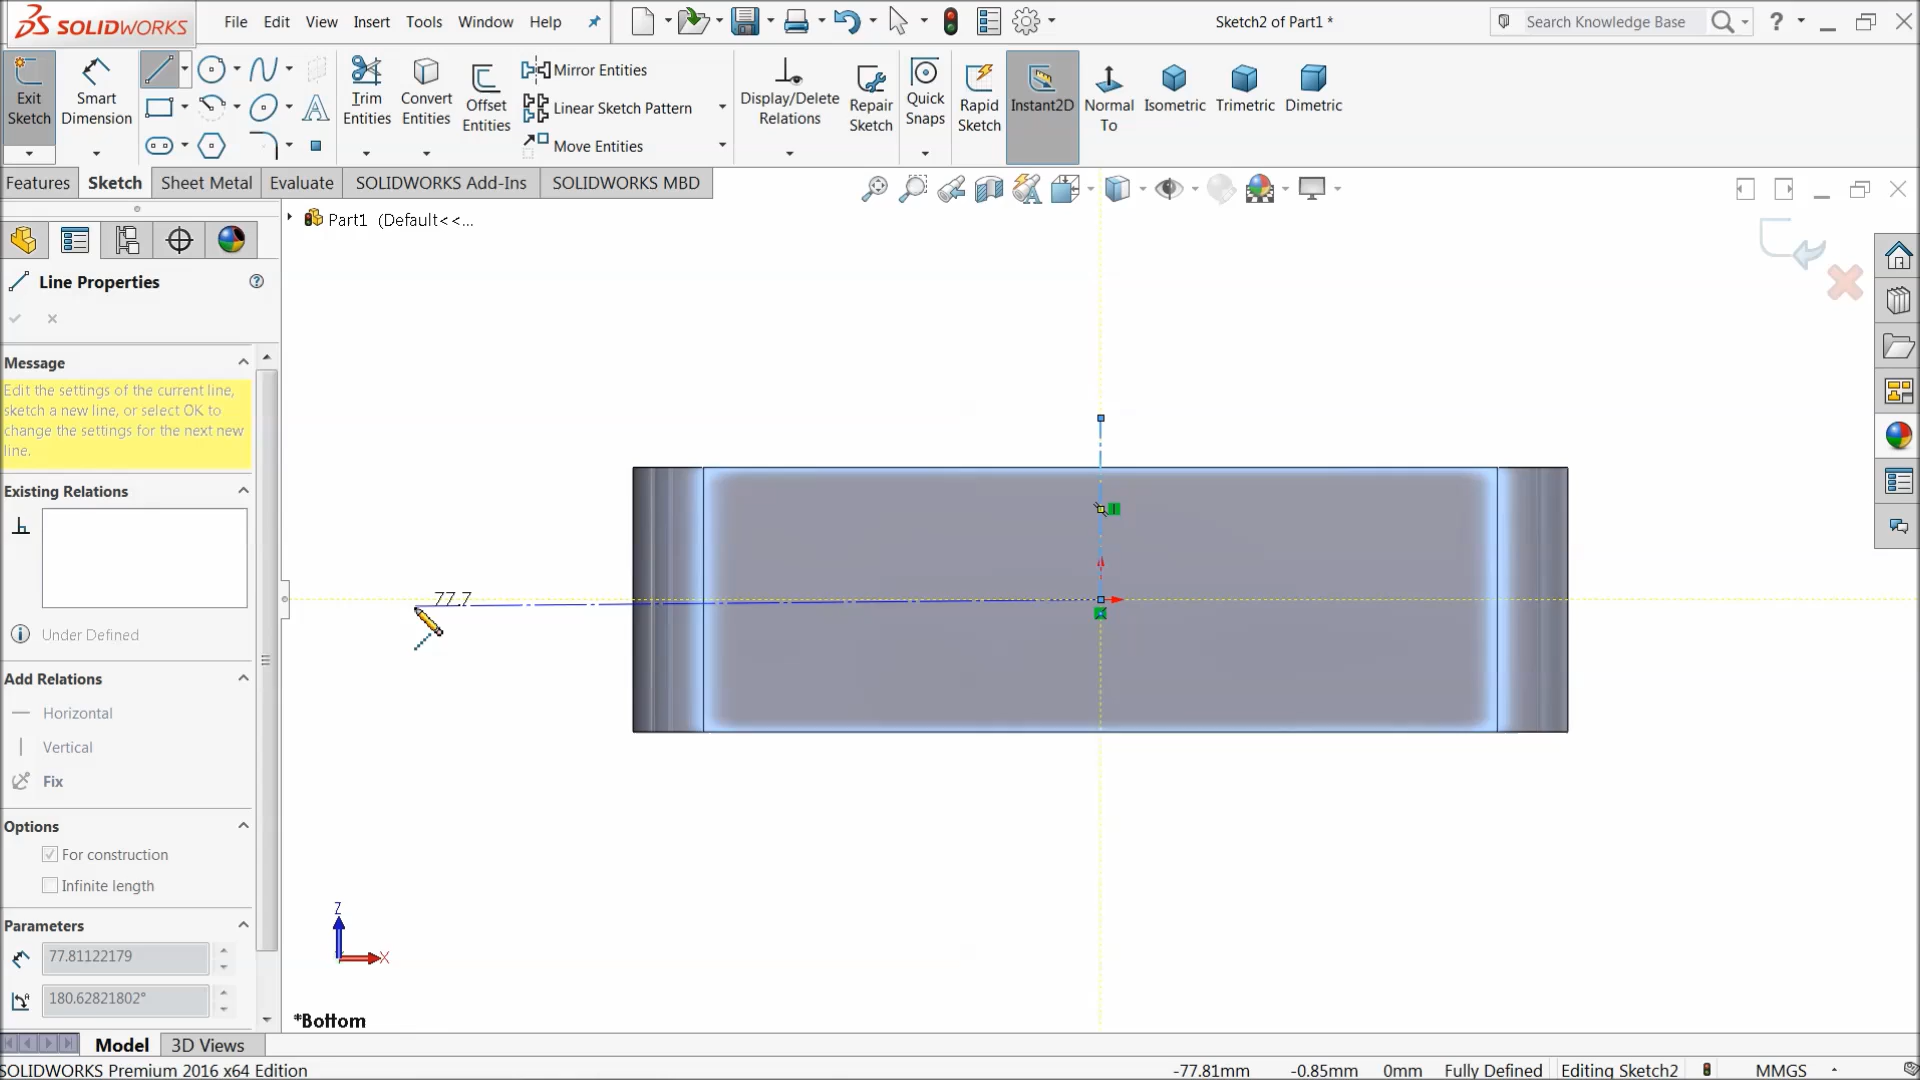 SOLIDWORKS
File Edit View Insert Tools Window Help
Sketch2 of Part1 *
Search Knowledge Base
Exit Sketch
Smart Dimension
Trim Entities
Convert Entities
Offset Entities
Mirror Entities
Linear Sketch Pattern
Move Entities
Display/Delete Relations
Repair Sketch
Quick Snaps
Rapid Sketch
Instant2D
Normal To
Isometric
Trimetric
Dimetric
Features Sketch Sheet Metal Evaluate SOLIDWORKS Add-Ins SOLIDWORKS MBD
Part1 (Default<<...
Line Properties
Message
Edit the settings of the current line,
sketch a new line, or select OK to
change the settings for the next new
line.
Existing Relations
Under Defined
Add Relations
Horizontal
Vertical
Fix
Options
For construction
Infinite length
Parameters
77.81122179
180.62821802°
77.7
Z
X
*Bottom
Model 3D Views
SOLIDWORKS Premium 2016 x64 Edition
-77.81mm -0.85mm 0mm Fully Defined Editing Sketch2 MMGS